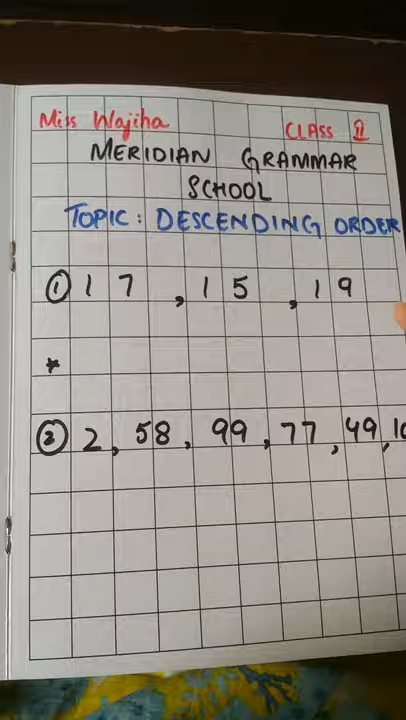 Miss Wajiha CLASS 1
MERIDIAN GRAMMAR
SCHOOL
TOPIC: DESCENDING ORDER
① 17, 15, 19
*
② 2, 58, 99, 77, 49,